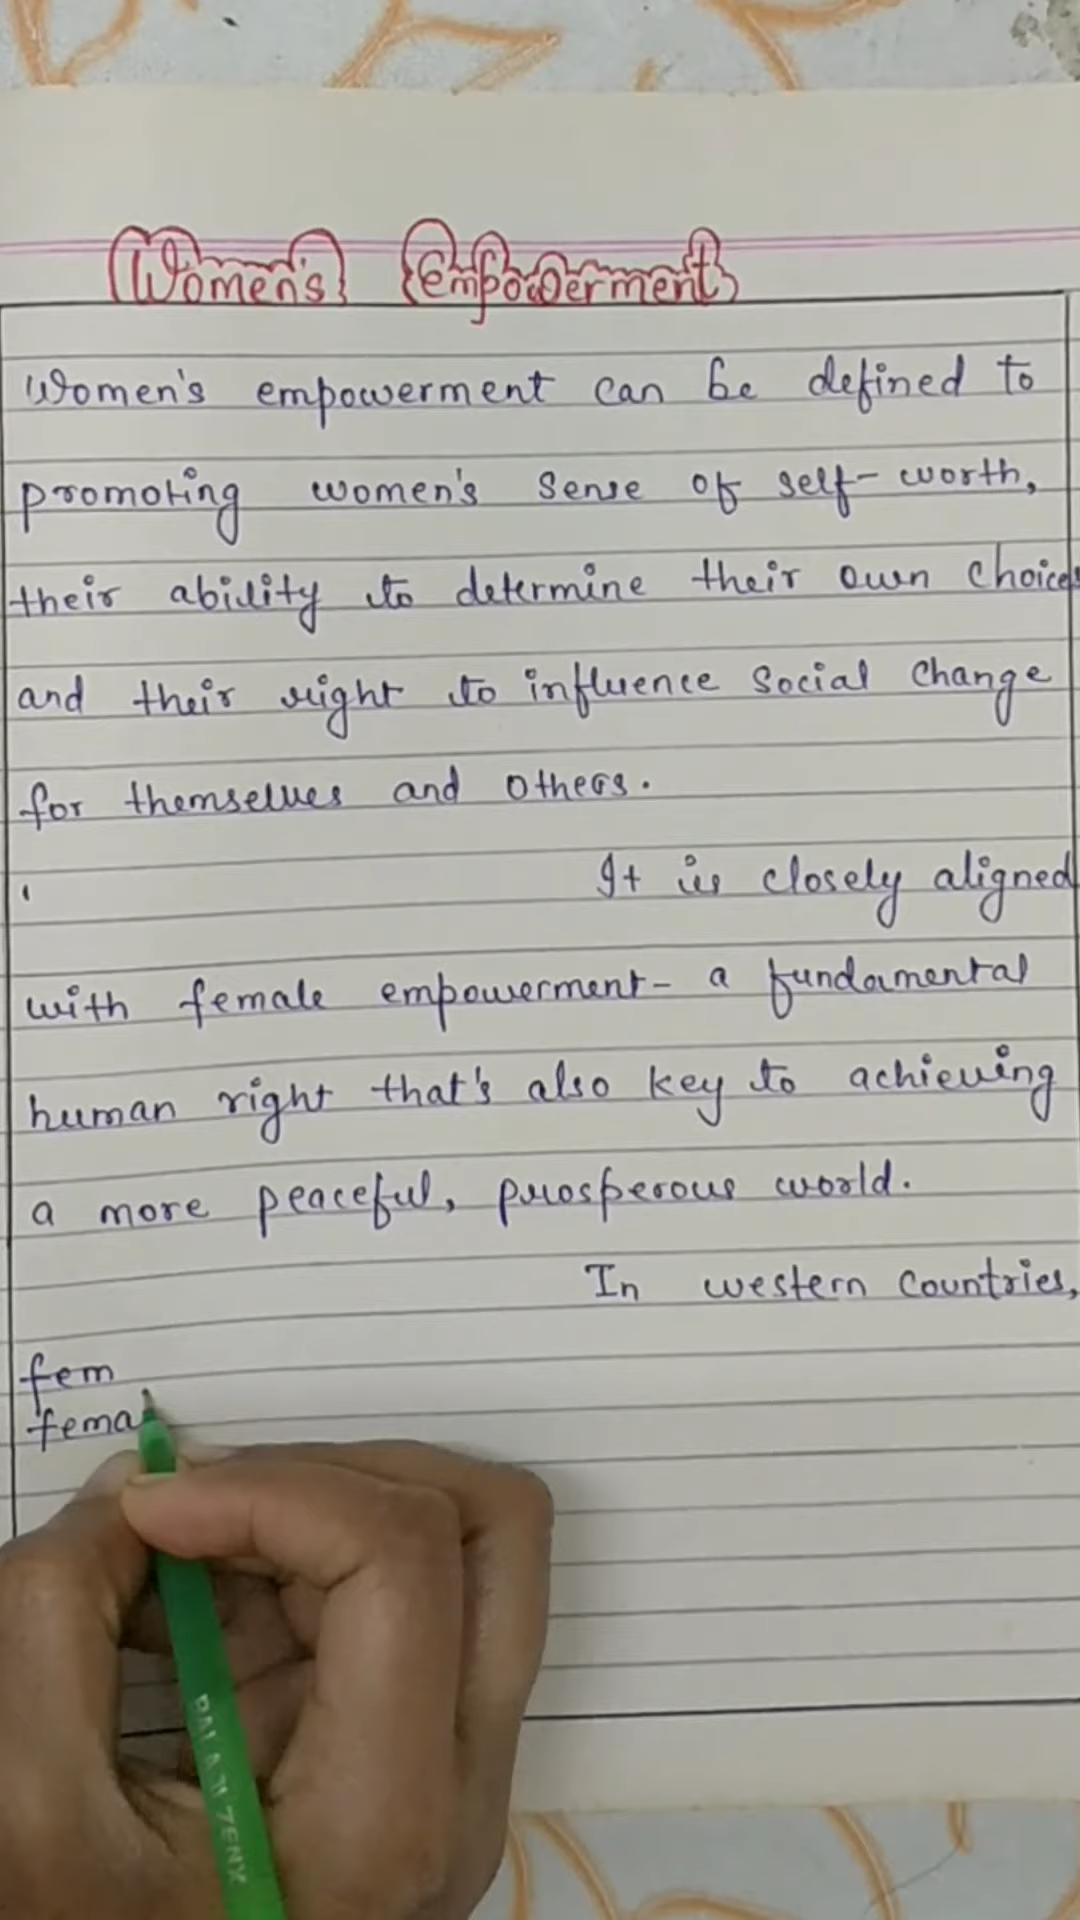 Women's Empowerment
Women's empowerment can be defined to
promoting women's sense of self-worth,
their ability to determine their own choices
and their right to influence social change
for themselves and others.
It is closely aligned
with female empowerment- a fundamental
human right that's also key to achieving
a more peaceful, prosperous world.
In western countries,
fem
fema